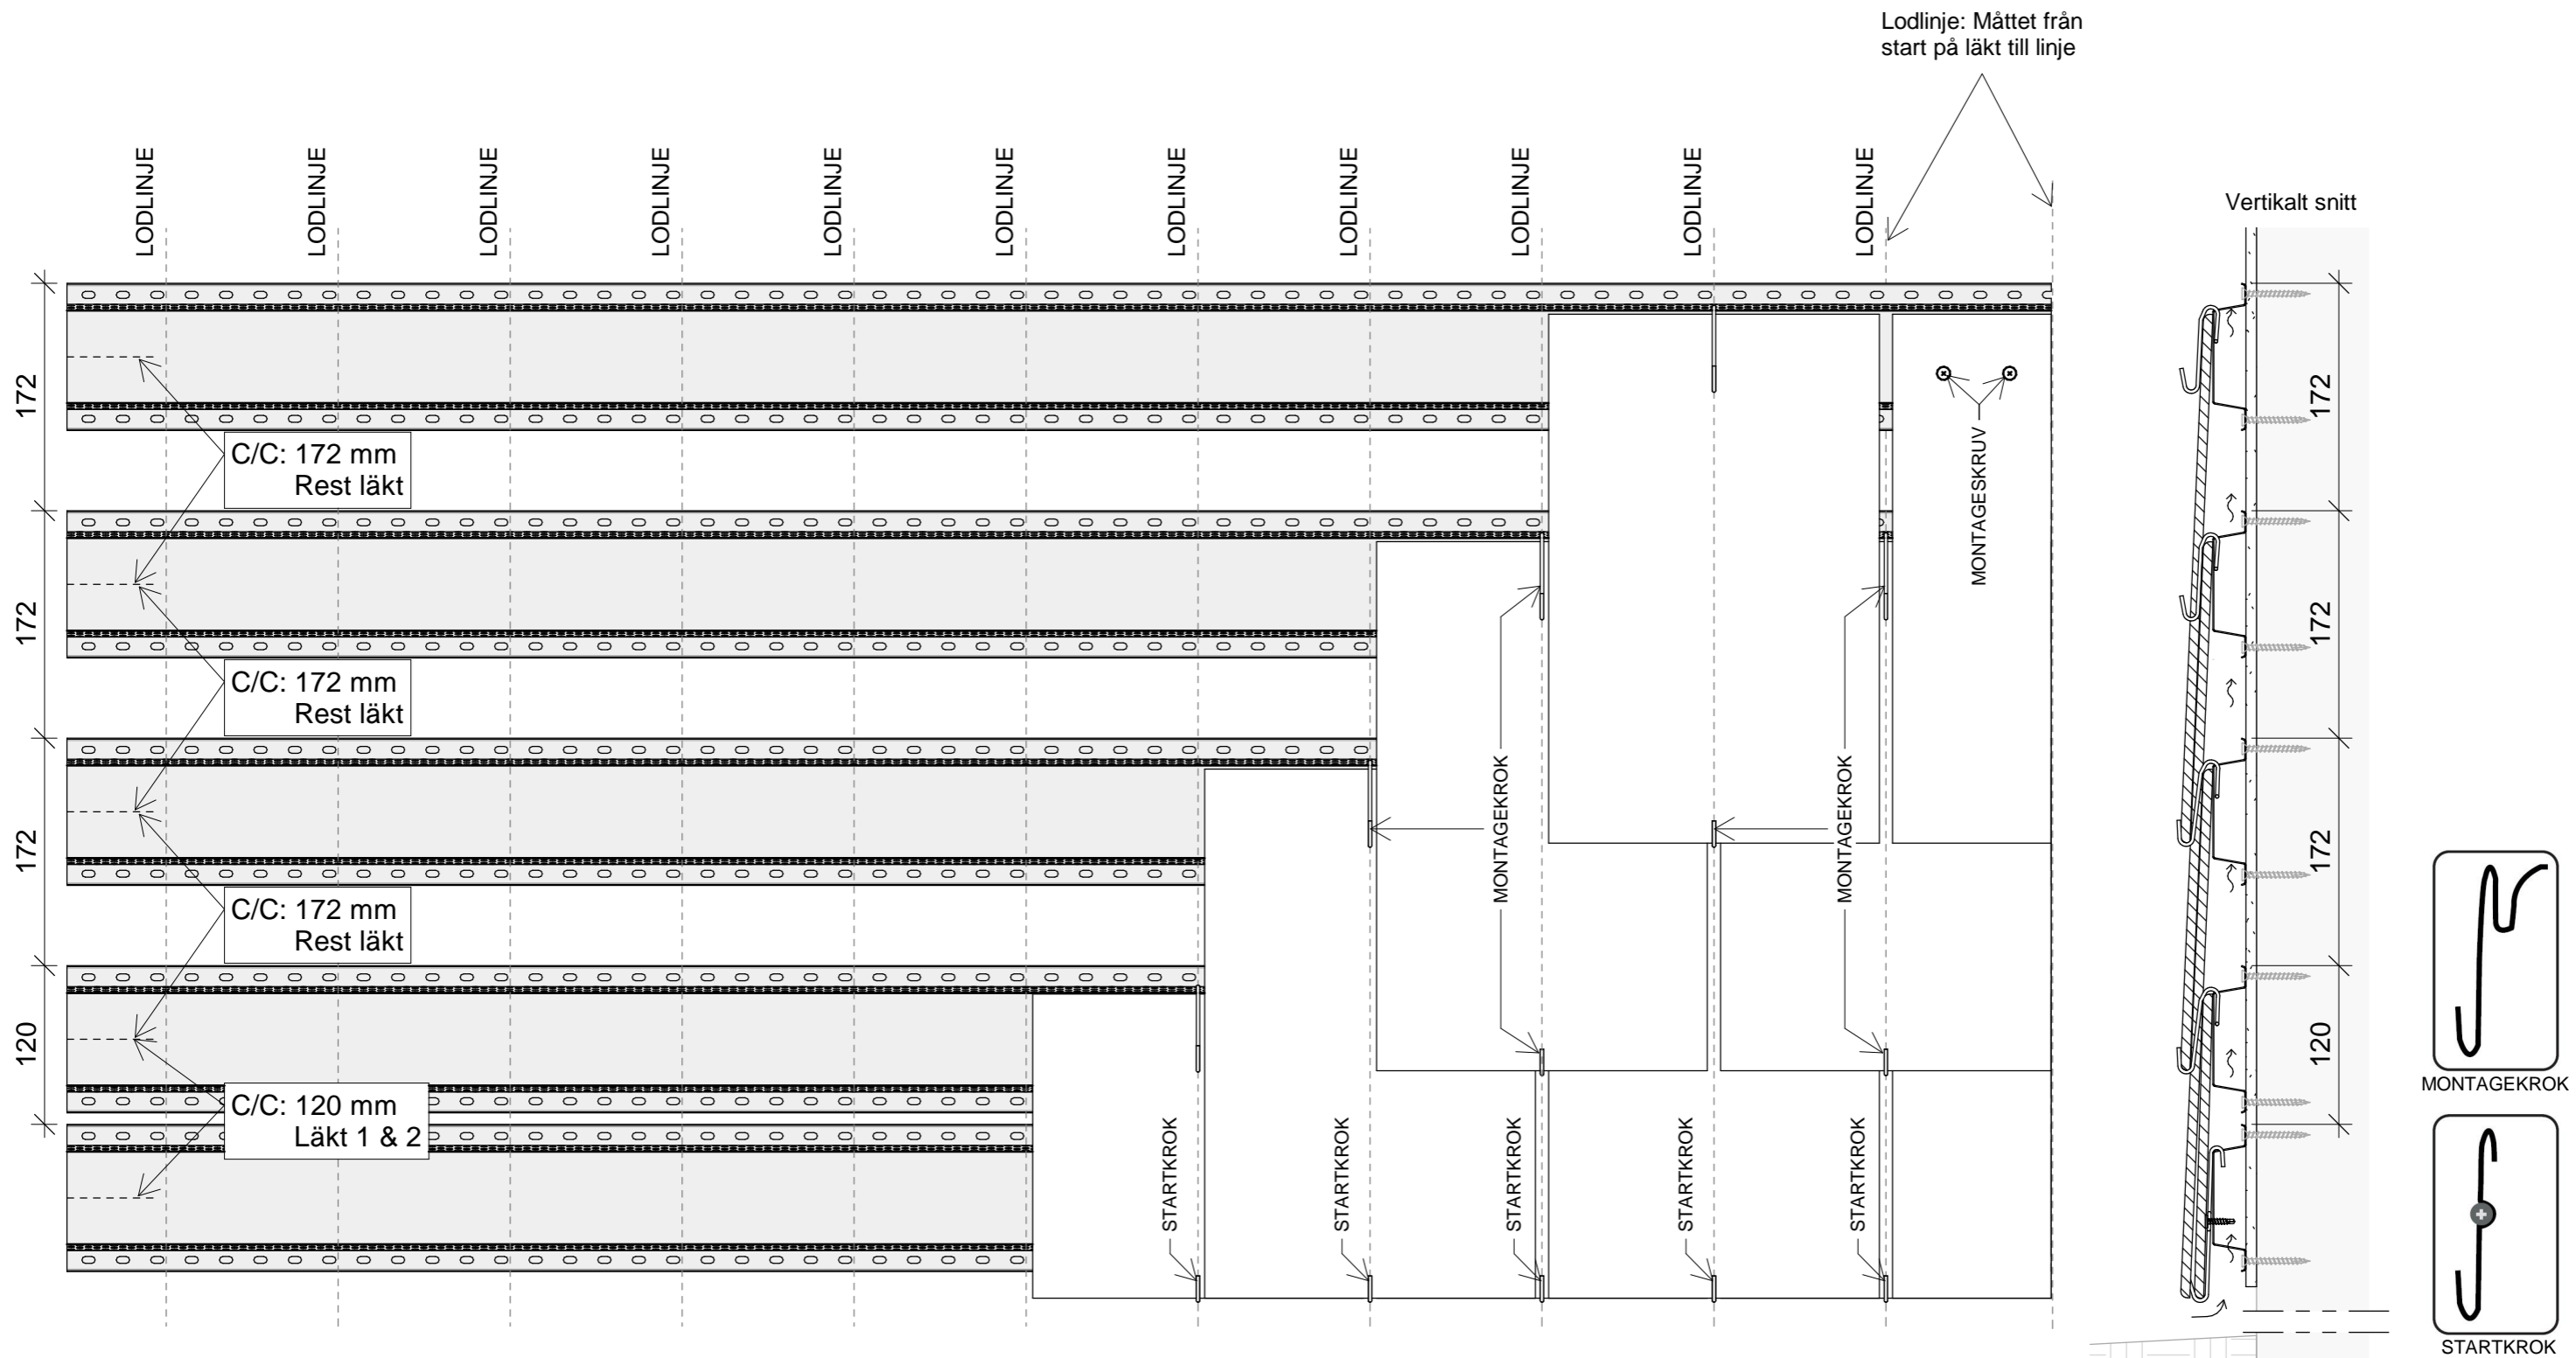 Lodlinje: Måttet från
start på läkt till linje
LODLINJE
LODLINJE
LODLINJE
LODLINJE
LODLINJE
LODLINJE
LODLINJE
LODLINJE
LODLINJE
LODLINJE
LODLINJE
Vertikalt snitt
172
172
172
120
C/C: 172 mm
Rest läkt
C/C: 172 mm
Rest läkt
C/C: 172 mm
Rest läkt
C/C: 120 mm
Läkt 1 & 2
MONTAGESKRUV
MONTAGEKROK
MONTAGEKROK
STARTKROK
STARTKROK
STARTKROK
STARTKROK
STARTKROK
172
172
172
120
MONTAGEKROK
STARTKROK